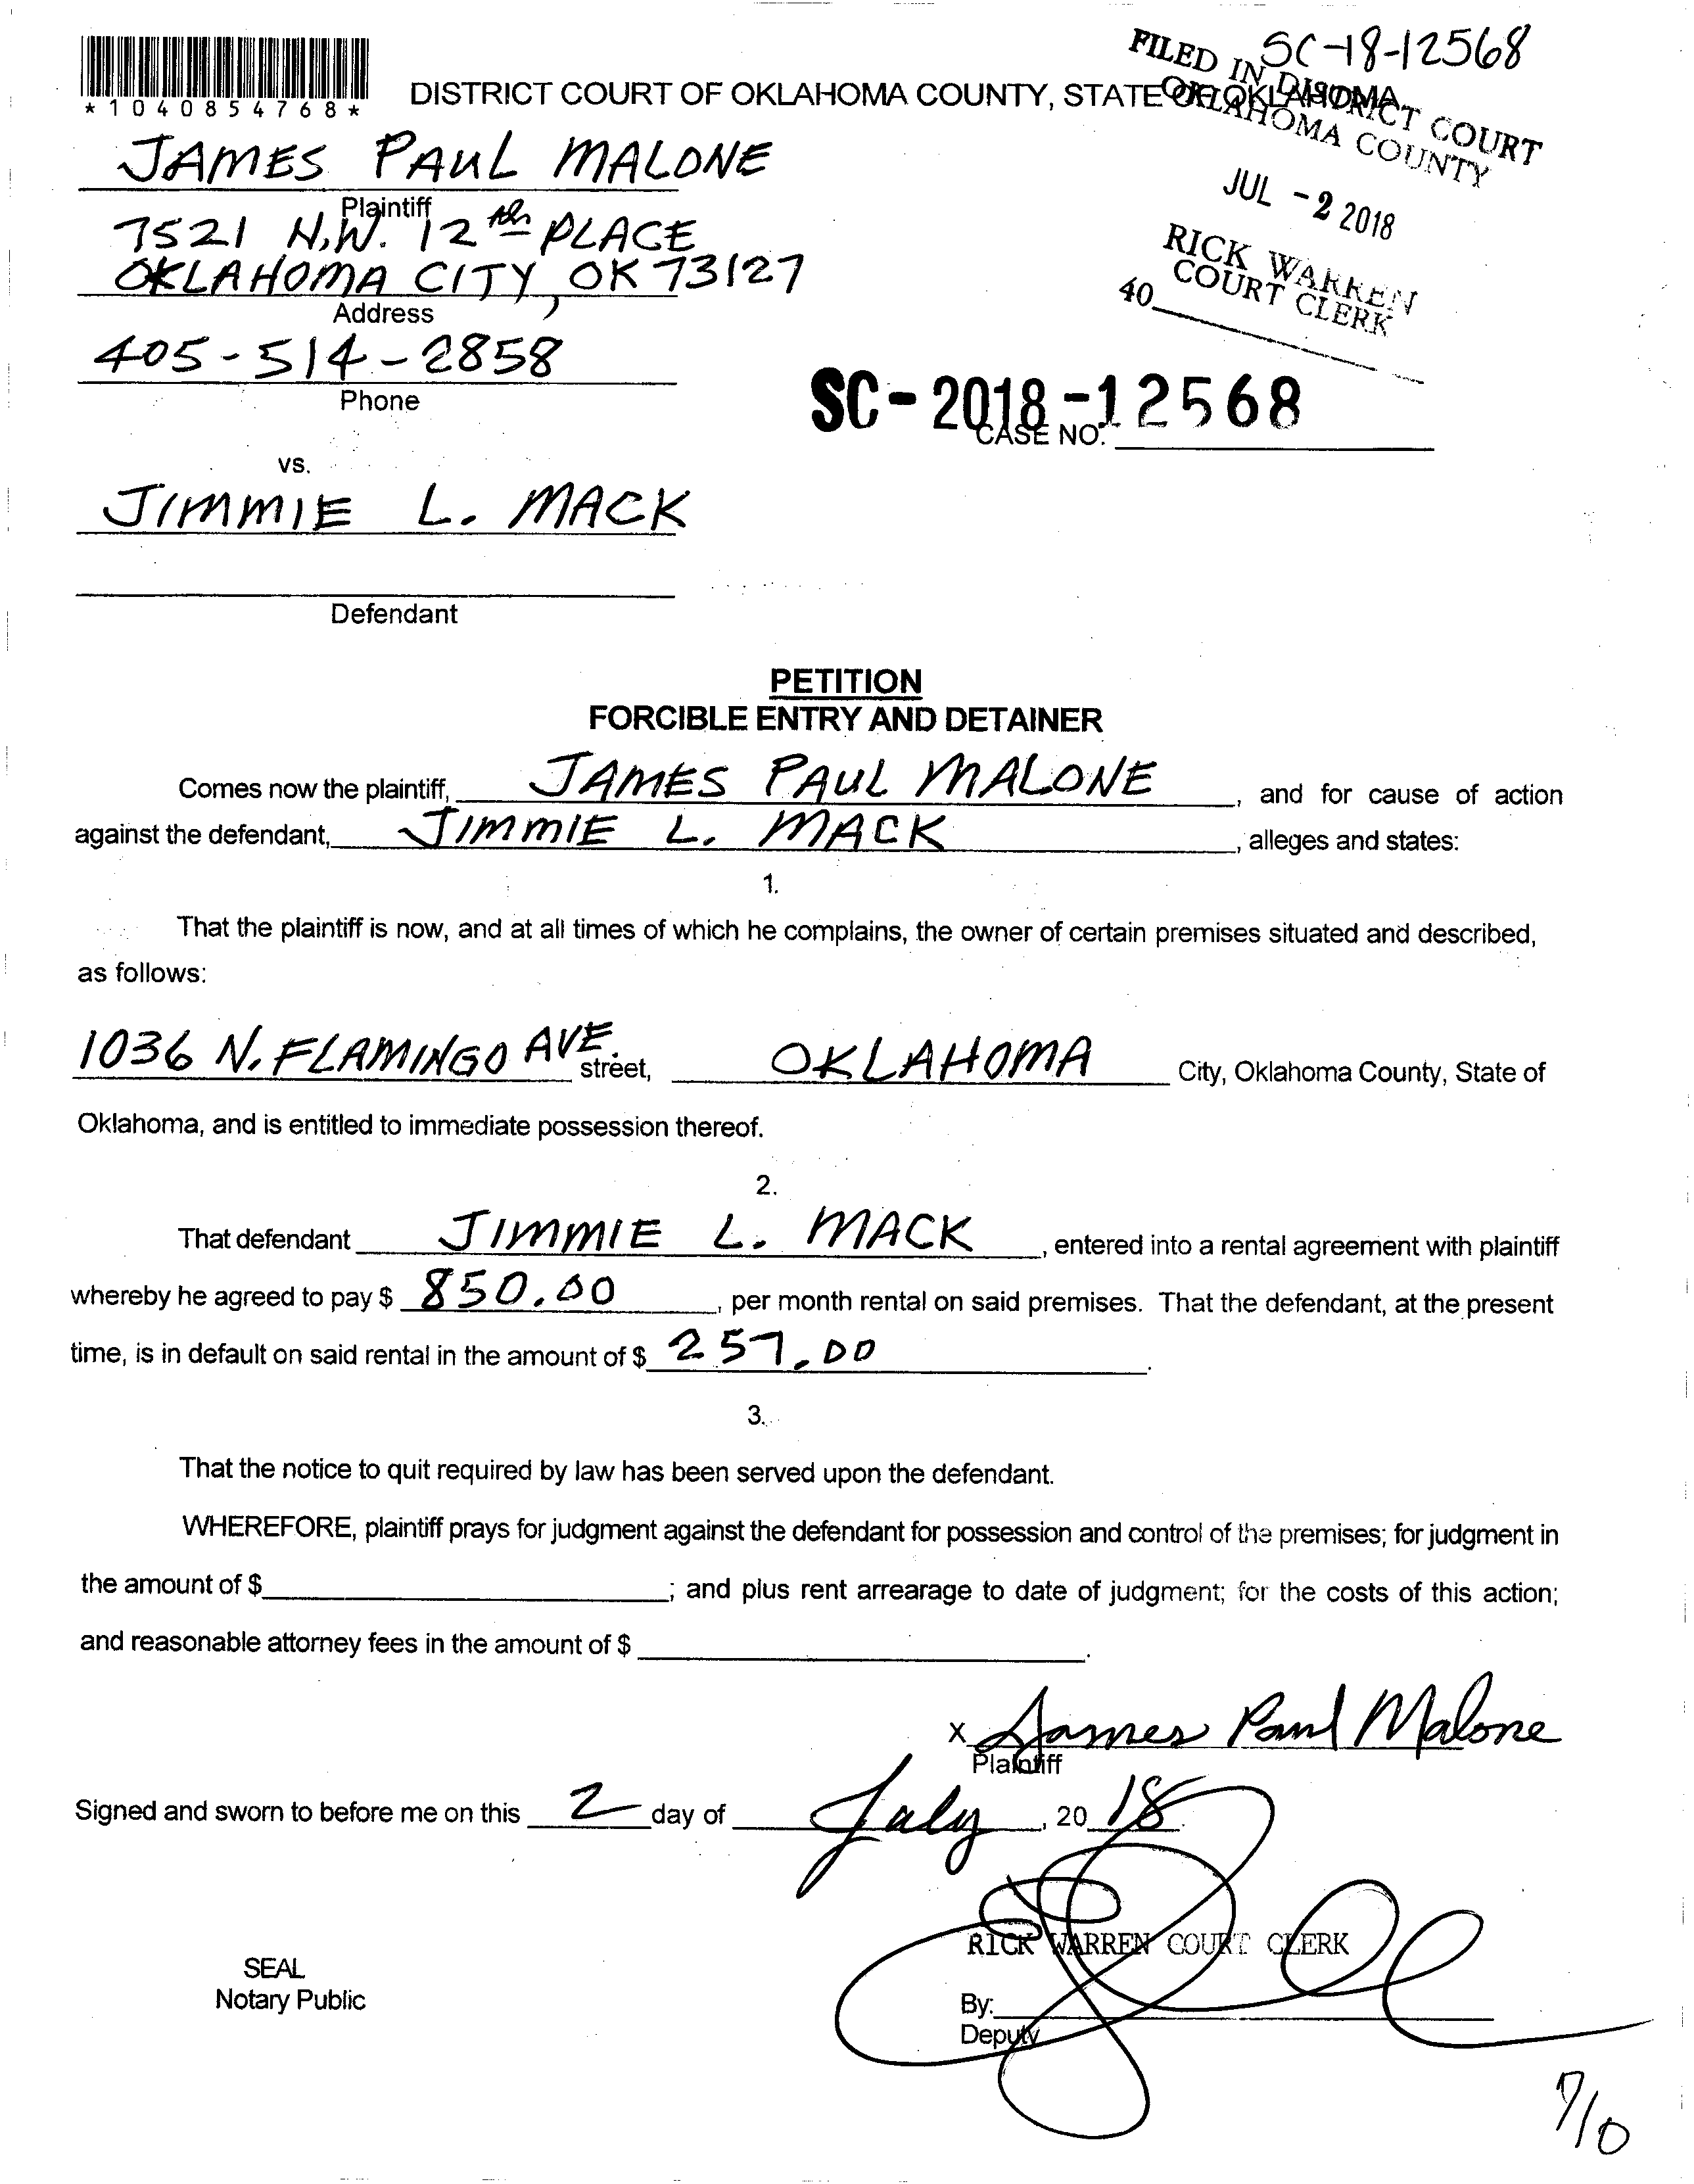 SC-18-12568
*1040854768*
DISTRICT COURT OF OKLAHOMA COUNTY, STATE OF OKLAHOMA
FILED IN DISTRICT COURT
OKLAHOMA COUNTY
JUL - 2 2018
RICK WARREN
COURT CLERK
40
JAMES PAUL MALONE
Plaintiff
7521 N.W. 12th PLACE
OKLAHOMA CITY, OK 73127
Address
405-514-2858
Phone
SC-2018-12568
CASE NO.
vs.
JIMMIE L. MACK
Defendant
PETITION
FORCIBLE ENTRY AND DETAINER
Comes now the plaintiff, JAMES PAUL MALONE, and for cause of action
against the defendant, JIMMIE L. MACK, alleges and states:
1.
That the plaintiff is now, and at all times of which he complains, the owner of certain premises situated and described,
as follows:
1036 N. FLAMINGO AVE. street, OKLAHOMA City, Oklahoma County, State of
Oklahoma, and is entitled to immediate possession thereof.
2.
That defendant JIMMIE L. MACK, entered into a rental agreement with plaintiff
whereby he agreed to pay $ 850.00, per month rental on said premises. That the defendant, at the present
time, is in default on said rental in the amount of $ 257.00.
3.
That the notice to quit required by law has been served upon the defendant.
WHEREFORE, plaintiff prays for judgment against the defendant for possession and control of the premises; for judgment in
the amount of $; and plus rent arrearage to date of judgment; for the costs of this action;
and reasonable attorney fees in the amount of $.
X James Paul Malone
Plaintiff
Signed and sworn to before me on this 2 day of July, 20 18.
RICK WARREN COURT CLERK
SEAL
Notary Public
By:
Deputy
7/10